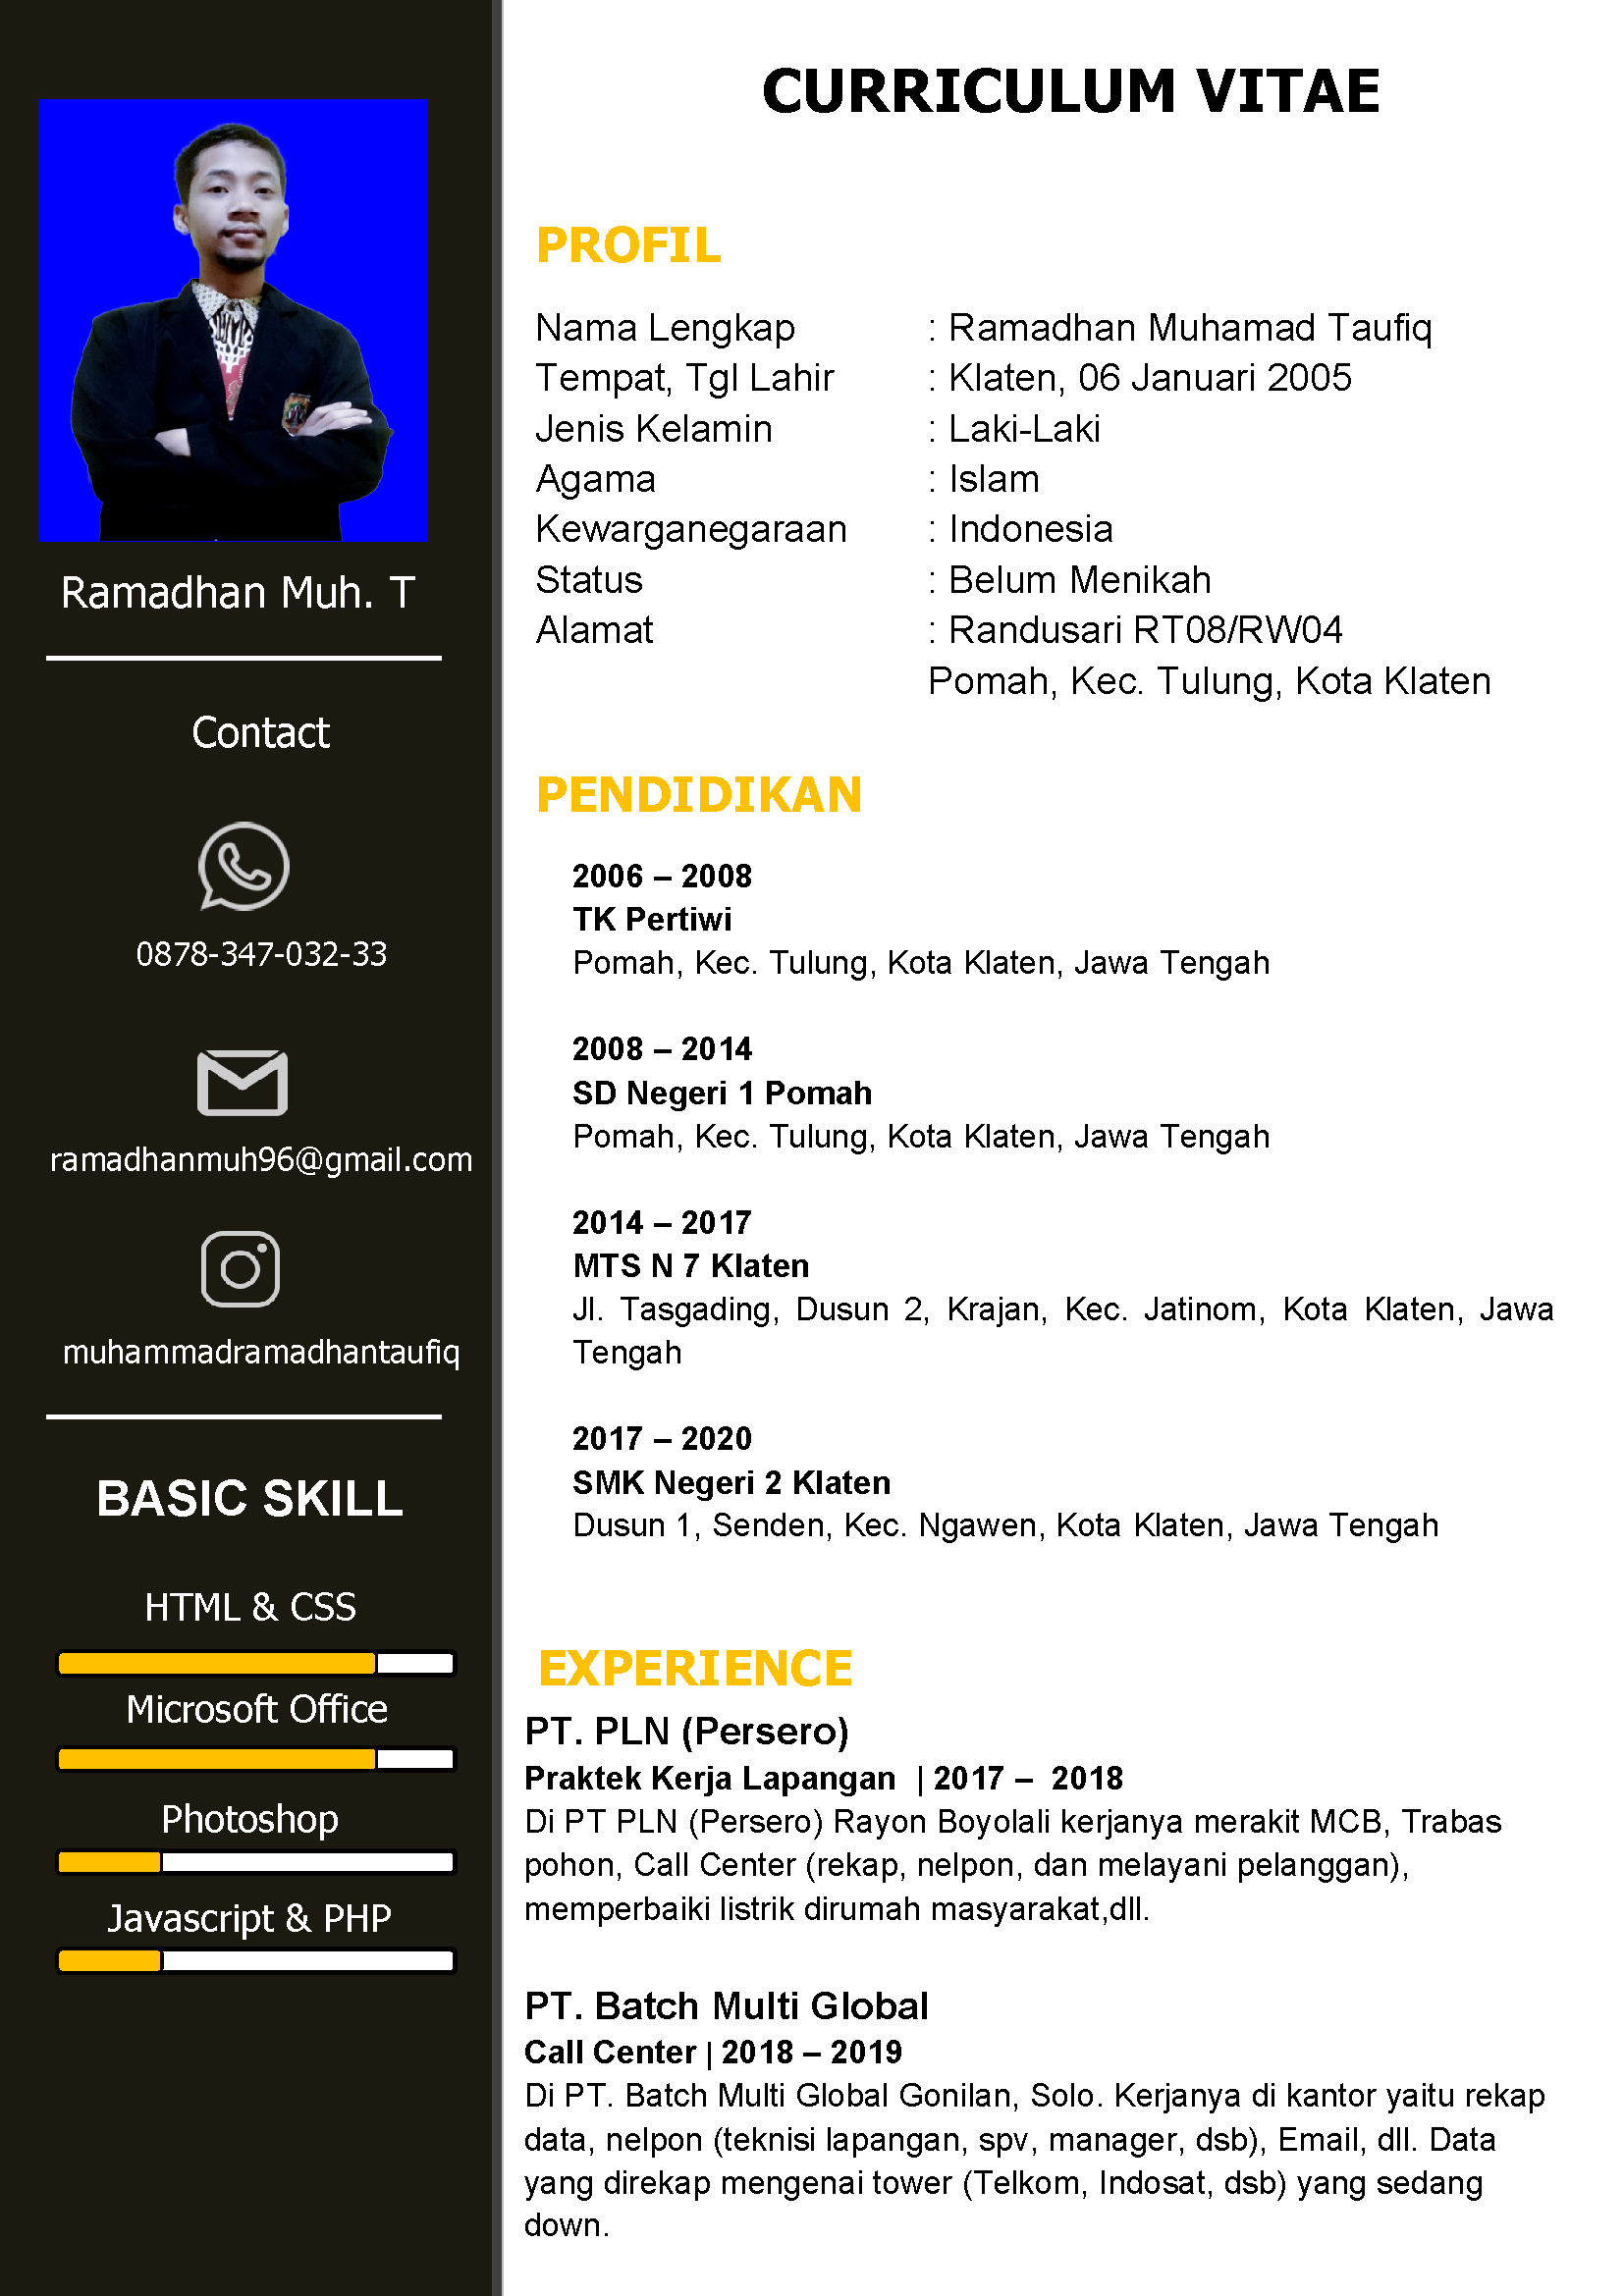 Ramadhan Muh. T
Contact
0878-347-032-33
ramadhanmuh96@gmail.com
muhammadramadhantaufiq
BASIC SKILL
HTML & CSS
Microsoft Office
Photoshop
Javascript & PHP
CURRICULUM VITAE
PROFIL
Nama Lengkap : Ramadhan Muhamad Taufiq
Tempat, Tgl Lahir : Klaten, 06 Januari 2005
Jenis Kelamin : Laki-Laki
Agama : Islam
Kewarganegaraan : Indonesia
Status : Belum Menikah
Alamat : Randusari RT08/RW04
Pomah, Kec. Tulung, Kota Klaten
PENDIDIKAN
2006 – 2008
TK Pertiwi
Pomah, Kec. Tulung, Kota Klaten, Jawa Tengah
2008 – 2014
SD Negeri 1 Pomah
Pomah, Kec. Tulung, Kota Klaten, Jawa Tengah
2014 – 2017
MTS N 7 Klaten
Jl. Tasgading, Dusun 2, Krajan, Kec. Jatinom, Kota Klaten, Jawa
Tengah
2017 – 2020
SMK Negeri 2 Klaten
Dusun 1, Senden, Kec. Ngawen, Kota Klaten, Jawa Tengah
EXPERIENCE
PT. PLN (Persero)
Praktek Kerja Lapangan | 2017 – 2018
Di PT PLN (Persero) Rayon Boyolali kerjanya merakit MCB, Trabas
pohon, Call Center (rekap, nelpon, dan melayani pelanggan),
memperbaiki listrik dirumah masyarakat,dll.
PT. Batch Multi Global
Call Center | 2018 – 2019
Di PT. Batch Multi Global Gonilan, Solo. Kerjanya di kantor yaitu rekap
data, nelpon (teknisi lapangan, spv, manager, dsb), Email, dll. Data
yang direkap mengenai tower (Telkom, Indosat, dsb) yang sedang
down.